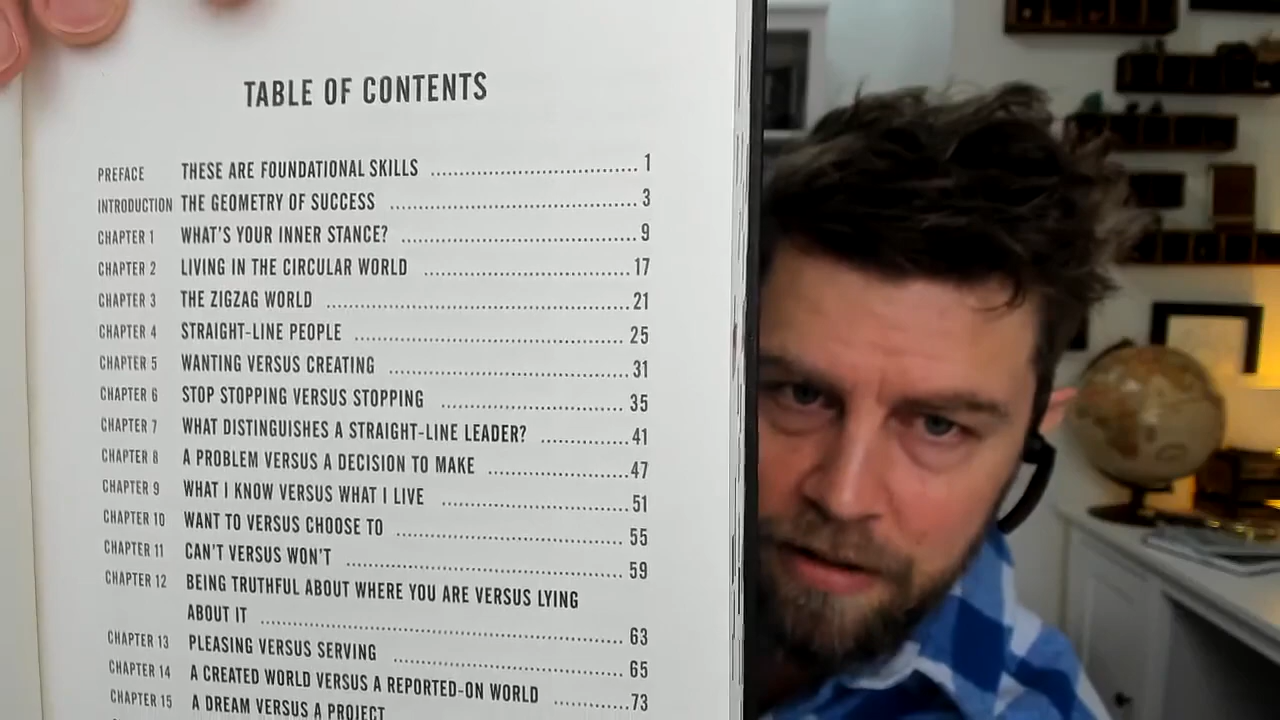 TABLE OF CONTENTS
PREFACE THESE ARE FOUNDATIONAL SKILLS ........ 1
INTRODUCTION THE GEOMETRY OF SUCCESS ........ 3
CHAPTER 1 WHAT'S YOUR INNER STANCE? ........ 9
CHAPTER 2 LIVING IN THE CIRCULAR WORLD ........ 17
CHAPTER 3 THE ZIGZAG WORLD ........ 21
CHAPTER 4 STRAIGHT-LINE PEOPLE ........ 25
CHAPTER 5 WANTING VERSUS CREATING ........ 31
CHAPTER 6 STOP STOPPING VERSUS STOPPING ........ 35
CHAPTER 7 WHAT DISTINGUISHES A STRAIGHT-LINE LEADER? ........ 41
CHAPTER 8 A PROBLEM VERSUS A DECISION TO MAKE ........ 47
CHAPTER 9 WHAT I KNOW VERSUS WHAT I LIVE ........ 51
CHAPTER 10 WANT TO VERSUS CHOOSE TO ........ 55
CHAPTER 11 CAN'T VERSUS WON'T ........ 59
CHAPTER 12 BEING TRUTHFUL ABOUT WHERE YOU ARE VERSUS LYING
ABOUT IT ........ 63
CHAPTER 13 PLEASING VERSUS SERVING ........ 65
CHAPTER 14 A CREATED WORLD VERSUS A REPORTED-ON WORLD ........ 73
CHAPTER 15 A DREAM VERSUS A PROJECT